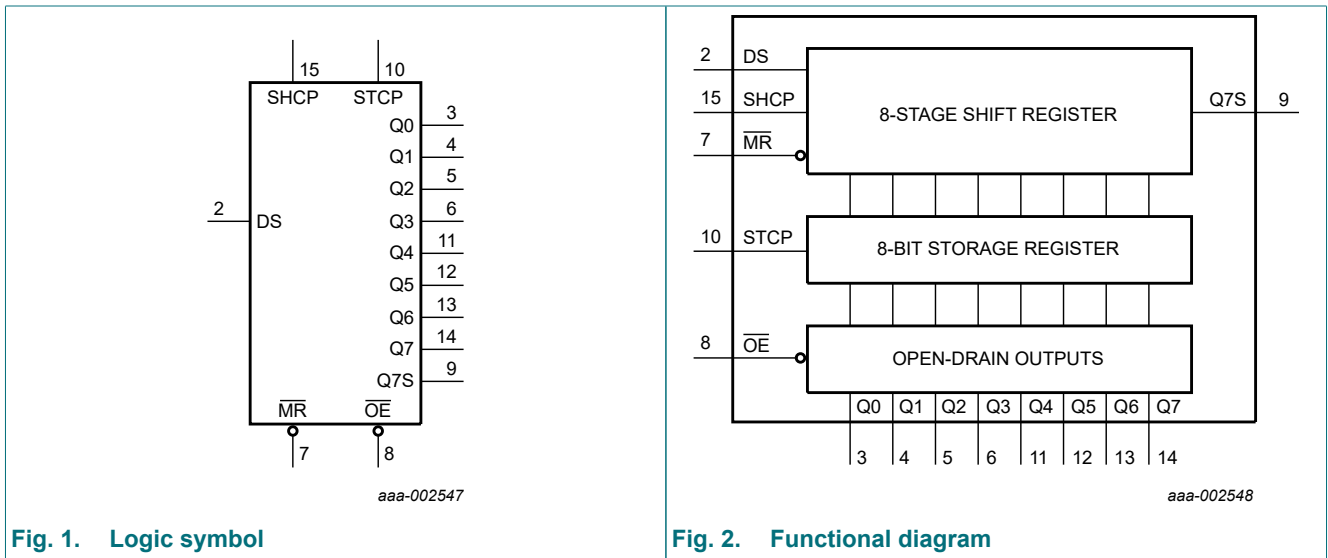 15
10
SHCP
STCP
Q0
3
Q1
4
Q2
5
2
DS
Q3
6
Q4
11
Q5
12
Q6
13
Q7
14
Q7S
9
MR
OE
7
8
aaa-002547
Fig. 1. Logic symbol
2
DS
15
SHCP
7
MR
8-STAGE SHIFT REGISTER
Q7S
9
10
STCP
8-BIT STORAGE REGISTER
8
OE
OPEN-DRAIN OUTPUTS
Q0 Q1 Q2 Q3 Q4 Q5 Q6 Q7
3 4 5 6 11 12 13 14
aaa-002548
Fig. 2. Functional diagram